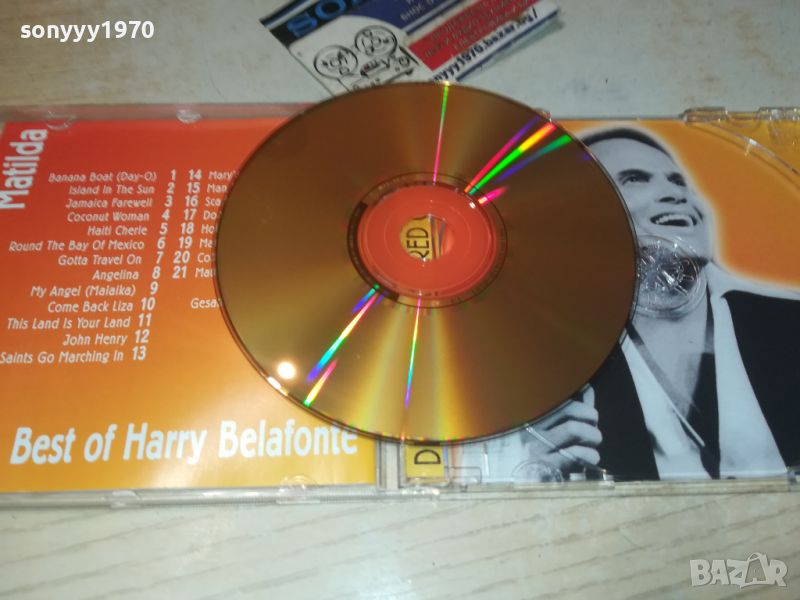 sonyyy1970
Matilda
Banana Boat (Day-O) 1
Island In The Sun 2
Jamaica Farewell 3
Coconut Woman 4
Haiti Cherie 5
Round The Bay Of Mexico 6
Gotta Travel On 7
Angelina 8
My Angel (Malaika) 9
Come Back Liza 10
This Land Is Your Land 11
John Henry 12
Saints Go Marching In 13
14
15 Man
16
17 Do
18
19
20
21
Best of Harry Belafonte
RED
D
BAZAR